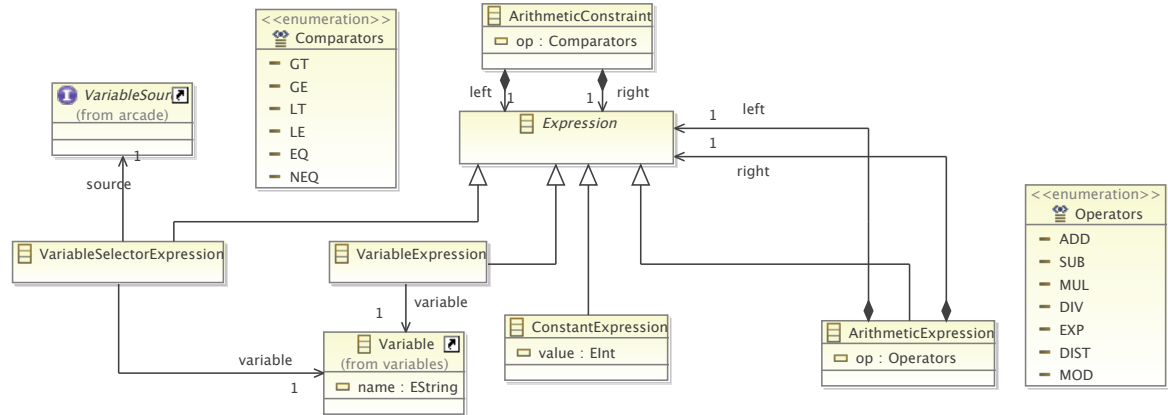 ArithmeticConstraint
op : Comparators
<<enumeration>>
Comparators
GT
GE
LT
LE
EQ
NEQ
left
1
1
right
(from arcade)
Expression
1
left
1
right
1
source
<<enumeration>>
Operators
ADD
SUB
MUL
DIV
EXP
DIST
MOD
VariableSelectorExpression
VariableExpression
variable
1
ConstantExpression
value : EInt
ArithmeticExpression
op : Operators
Variable
(from variables)
name : EString
variable
1